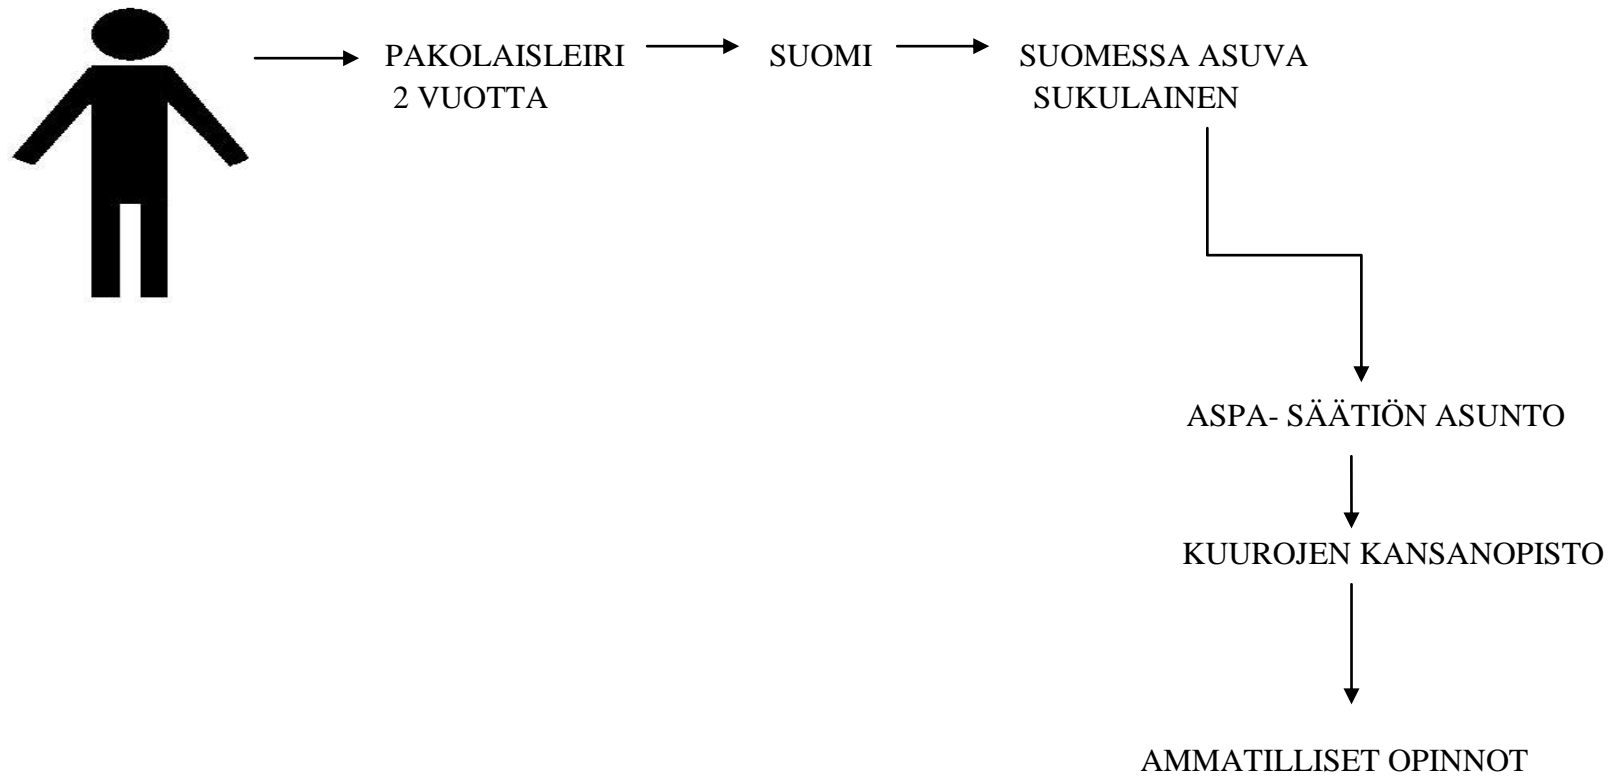 PAKOLAISLEIRI
2 VUOTTA
SUOMI
SUOMESSA ASUVA
SUKULAINEN
ASPA- SÄÄTIÖN ASUNTO
KUUROJEN KANSANOPISTO
AMMATILLISET OPINNOT